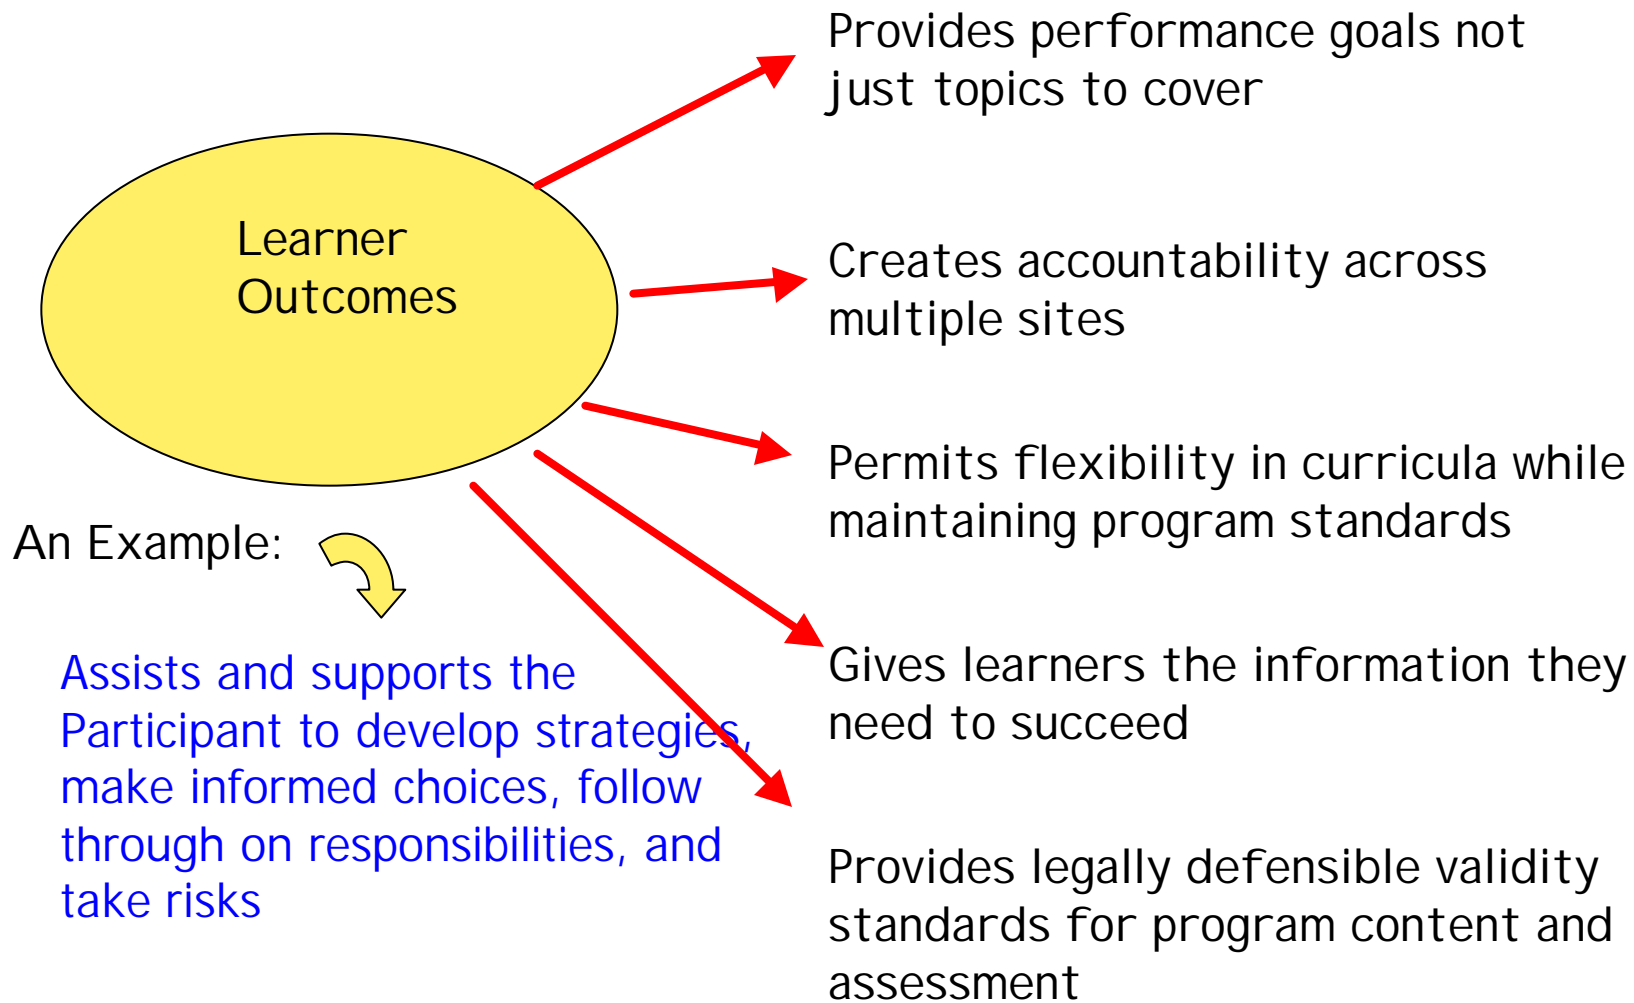 Learner
Outcomes
An Example:
Assists and supports the
Participant to develop strategies,
make informed choices, follow
through on responsibilities, and
take risks
Provides performance goals not
just topics to cover
Creates accountability across
multiple sites
Permits flexibility in curricula while
maintaining program standards
Gives learners the information they
need to succeed
Provides legally defensible validity
standards for program content and
assessment